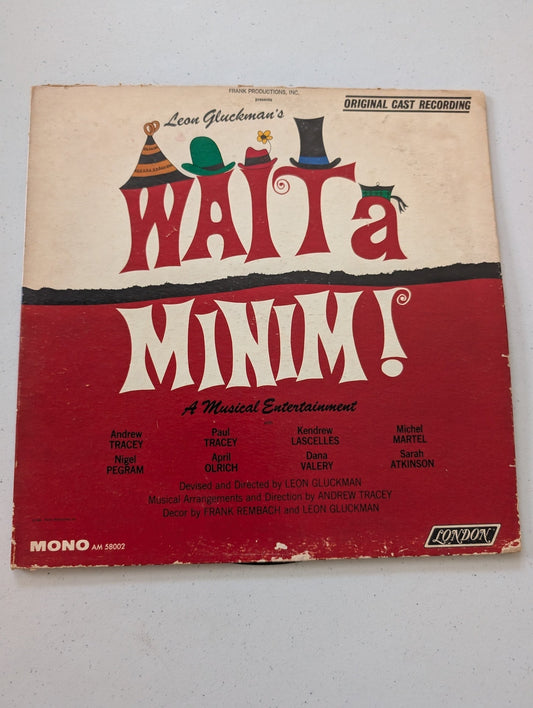 FRANK PRODUCTIONS, INC.
presents
ORIGINAL CAST RECORDING
Leon Gluckman's
WAIT a
MINIM!
A Musical Entertainment
Andrew TRACEY
Paul TRACEY
Kendrew LASCELLES
Michel MARTEL
Nigel PEGRAM
April OLRICH
Dana VALERY
Sarah ATKINSON
Devised and Directed by LEON GLUCKMAN
Musical Arrangements and Direction by ANDREW TRACEY
Decor by FRANK REMBACH and LEON GLUCKMAN
MONO AM 58002
LONDON